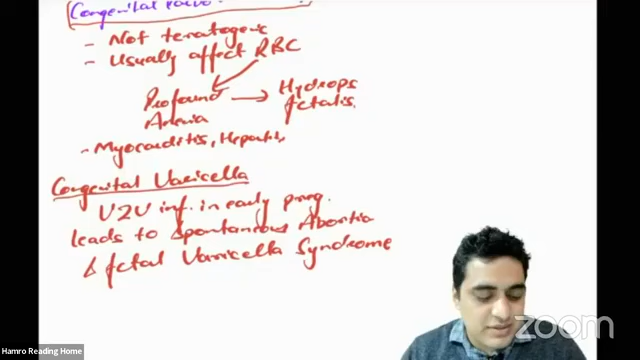 Congenital
- Not teratogenic
- Usually affect RBC
Profound → Hydrops
Anemia fetalis.
- Myocarditis, Hepatitis
Congenital Varicella
VZV inf. in early preg.
leads to spontaneous Abortion
& fetal Varicella Syndrome
zoom
Hamro Reading Home